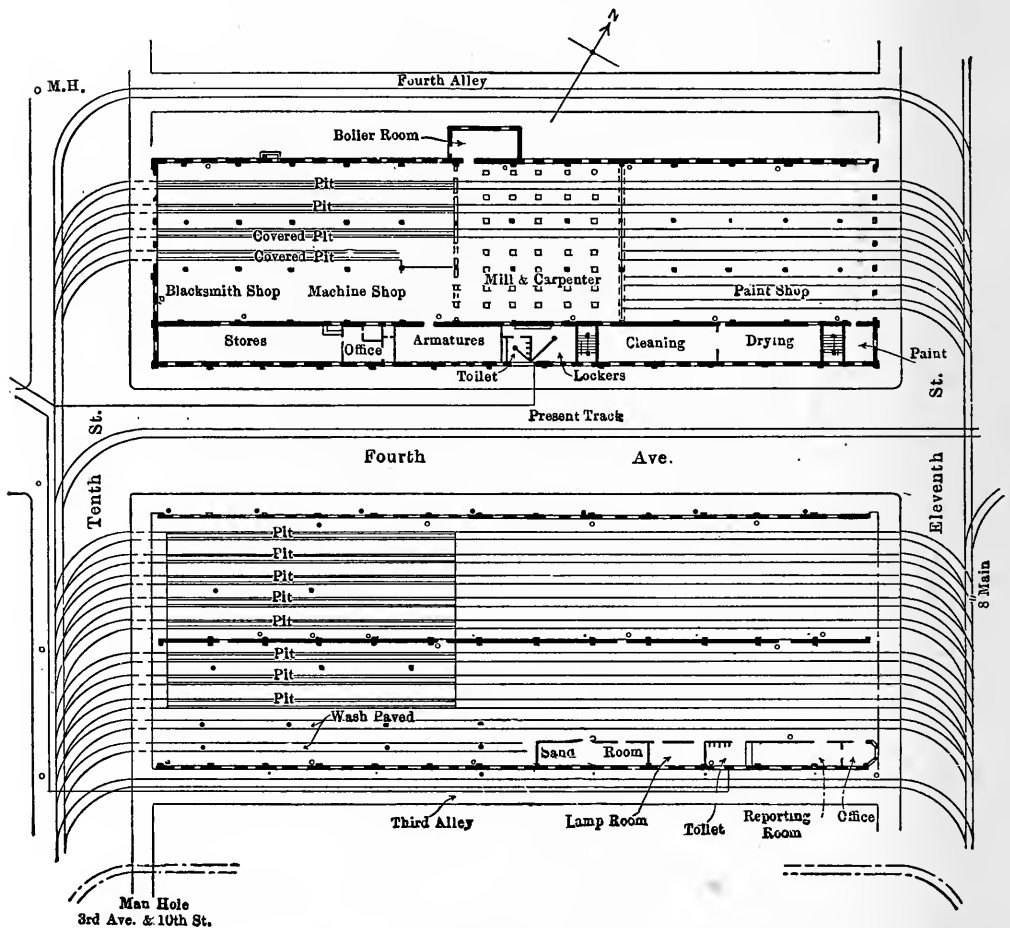 N
Fourth Alley
M.H.
Boiler Room
Pit
Pit
Covered Pit
Covered Pit
Blacksmith Shop
Machine Shop
Mill & Carpenter
Paint Shop
Stores
Office
Armatures
Cleaning
Drying
Paint
Toilet
Lockers
Present Track
Tenth St.
Fourth Ave.
Eleventh St.
Pit
Pit
Pit
Pit
Pit
Pit
Pit
Pit
8" Main
Wash Paved
Sand Room
Third Alley
Lamp Room
Toilet
Reporting
Room
Office
Man Hole
3rd Ave. & 10th St.